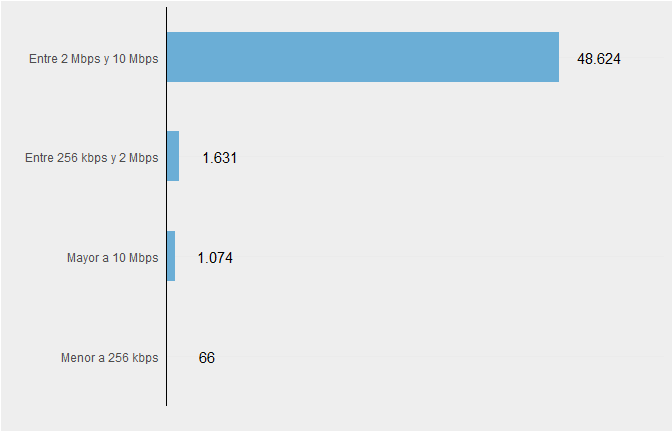 Entre 2 Mbps y 10 Mbps 48.624
Entre 256 kbps y 2 Mbps 1.631
Mayor a 10 Mbps 1.074
Menor a 256 kbps 66